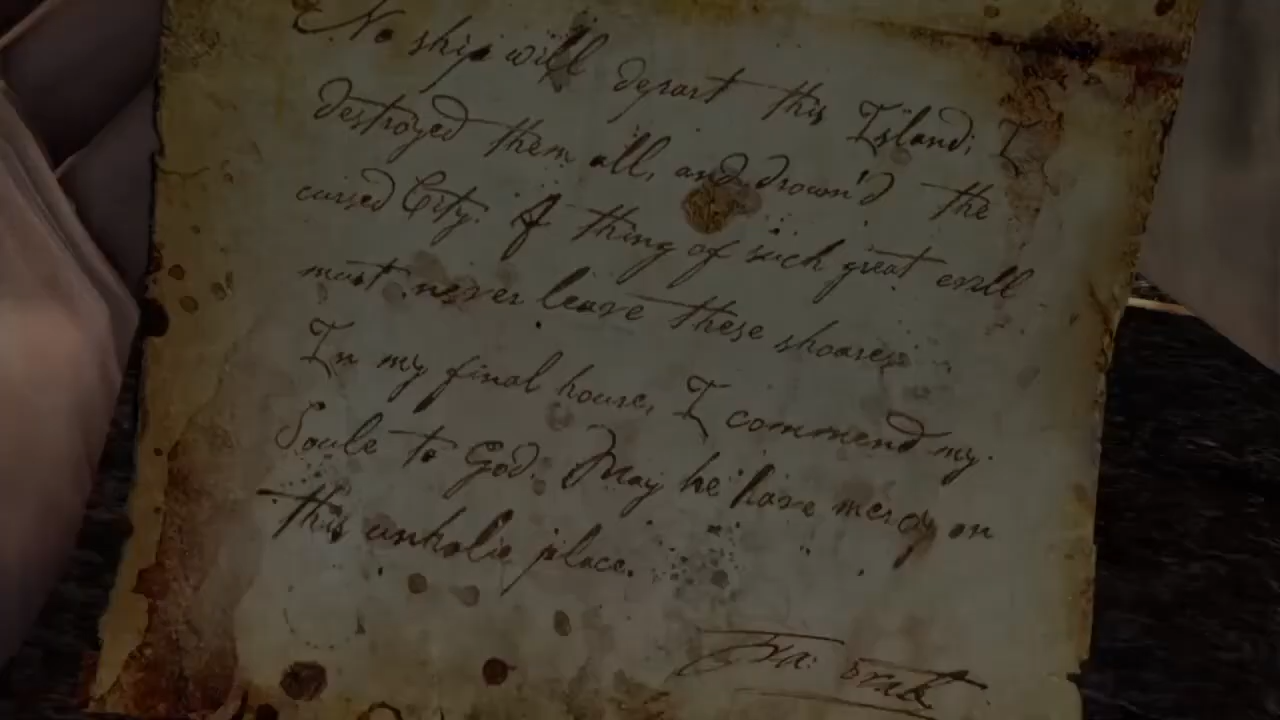 No ship will depart this Island; I
destroyed them all, and drown'd the
cursed City. A thing of such great evill
must never leave these shoares.
In my final houre, I commend my
Soule to God. May he have mercy on
this unholie place.
Fra: Drake